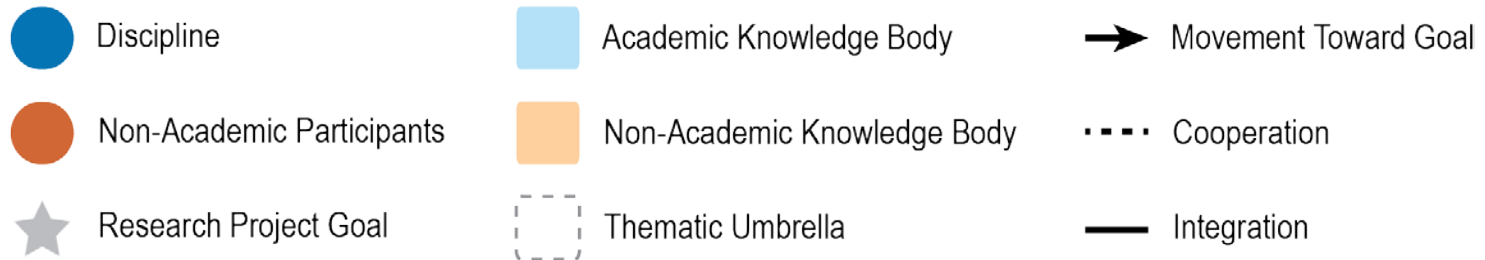 Discipline
Academic Knowledge Body
Movement Toward Goal
Non-Academic Participants
Non-Academic Knowledge Body
Cooperation
Research Project Goal
Thematic Umbrella
Integration